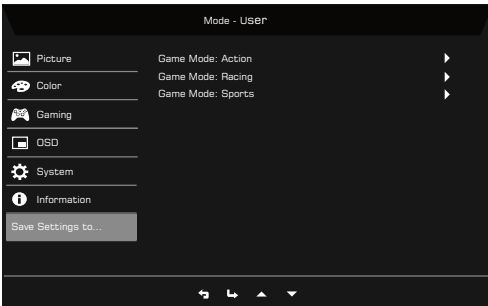 Mode - User
Picture
Color
Gaming
OSD
System
Information
Save Settings to...
Game Mode: Action
Game Mode: Racing
Game Mode: Sports